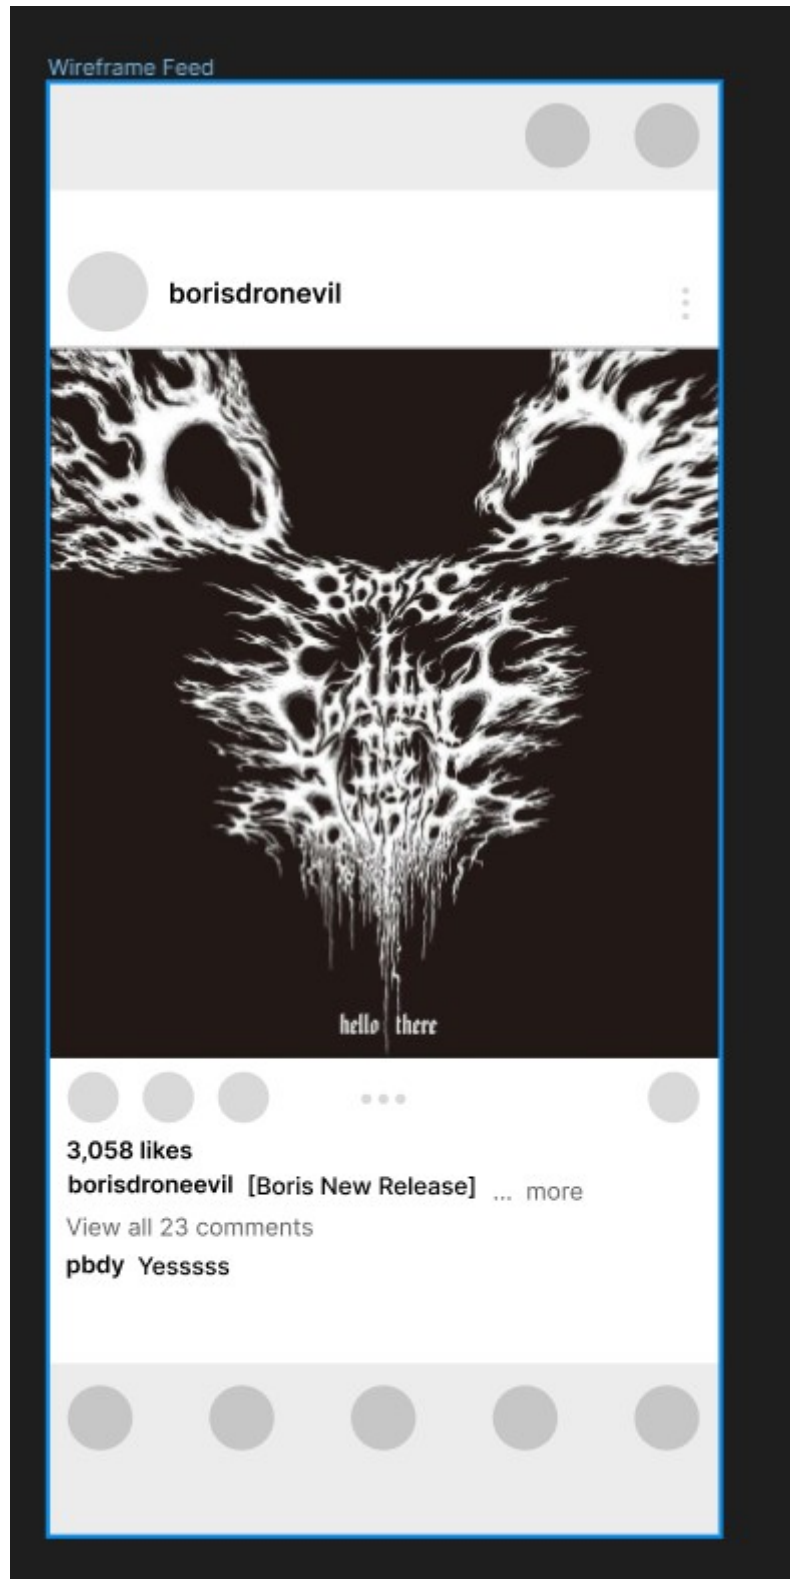 Wireframe Feed
borisdronevil
BORIS
hello there
3,058 likes
borisdroneevil [Boris New Release] ... more
View all 23 comments
pbdy Yesssss